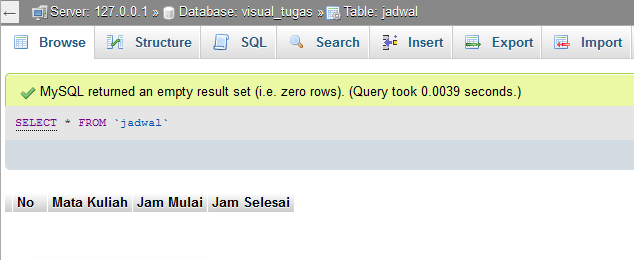 ← Server: 127.0.0.1 » Database: visual_tugas » Table: jadwal
Browse Structure SQL Search Insert Export Import
MySQL returned an empty result set (i.e. zero rows). (Query took 0.0039 seconds.)
SELECT * FROM `jadwal`
No Mata Kuliah Jam Mulai Jam Selesai